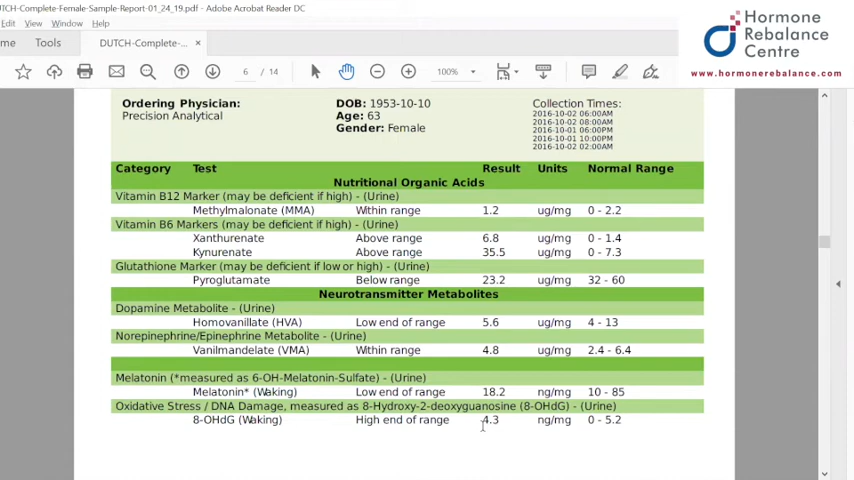 UTCH-Complete-Female-Sample-Report-01_24_19.pdf - Adobe Acrobat Reader DC
Edit View Window Help
me Tools DUTCH-Complete-... ×
6 / 14 100%
Hormone
Rebalance
Centre
www.hormonerebalance.com
Ordering Physician: DOB: 1953-10-10 Collection Times:
Precision Analytical Age: 63 2016-10-02 06:00AM
Gender: Female 2016-10-02 08:00AM
2016-10-01 06:00PM
2016-10-01 10:00PM
2016-10-02 02:00AM
Category Test Result Units Normal Range
Nutritional Organic Acids
Vitamin B12 Marker (may be deficient if high) - (Urine)
Methylmalonate (MMA) Within range 1.2 ug/mg 0 - 2.2
Vitamin B6 Markers (may be deficient if high) - (Urine)
Xanthurenate Above range 6.8 ug/mg 0 - 1.4
Kynurenate Above range 35.5 ug/mg 0 - 7.3
Glutathione Marker (may be deficient if low or high) - (Urine)
Pyroglutamate Below range 23.2 ug/mg 32 - 60
Neurotransmitter Metabolites
Dopamine Metabolite - (Urine)
Homovanillate (HVA) Low end of range 5.6 ug/mg 4 - 13
Norepinephrine/Epinephrine Metabolite - (Urine)
Vanilmandelate (VMA) Within range 4.8 ug/mg 2.4 - 6.4
Melatonin (*measured as 6-OH-Melatonin-Sulfate) - (Urine)
Melatonin* (Waking) Low end of range 18.2 ng/mg 10 - 85
Oxidative Stress / DNA Damage, measured as 8-Hydroxy-2-deoxyguanosine (8-OHdG) - (Urine)
8-OHdG (Waking) High end of range 4.3 ng/mg 0 - 5.2